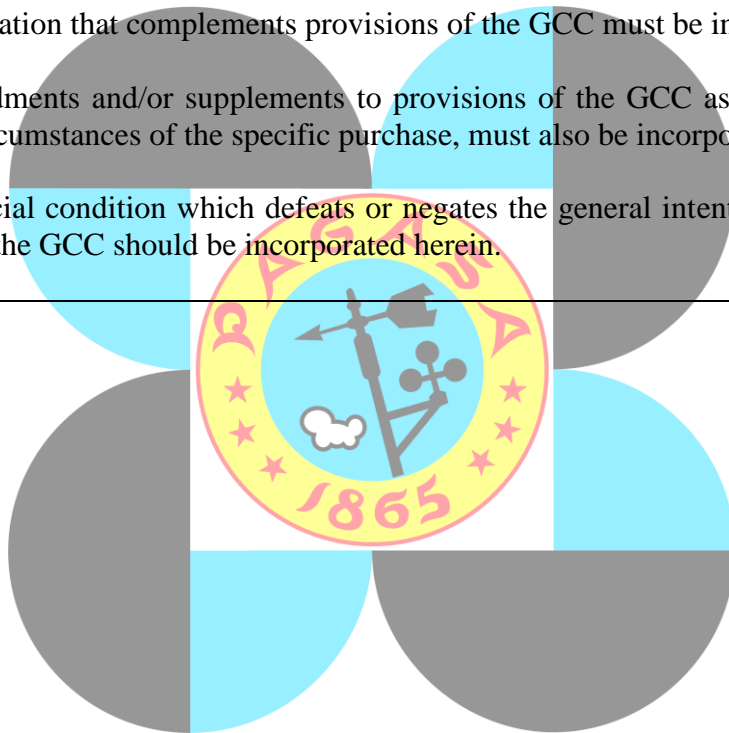 ation that complements provisions of the GCC must be in
dments and/or supplements to provisions of the GCC as
cumstances of the specific purchase, must also be incorpo
cial condition which defeats or negates the general intent
the GCC should be incorporated herein.
PAGASA
1865